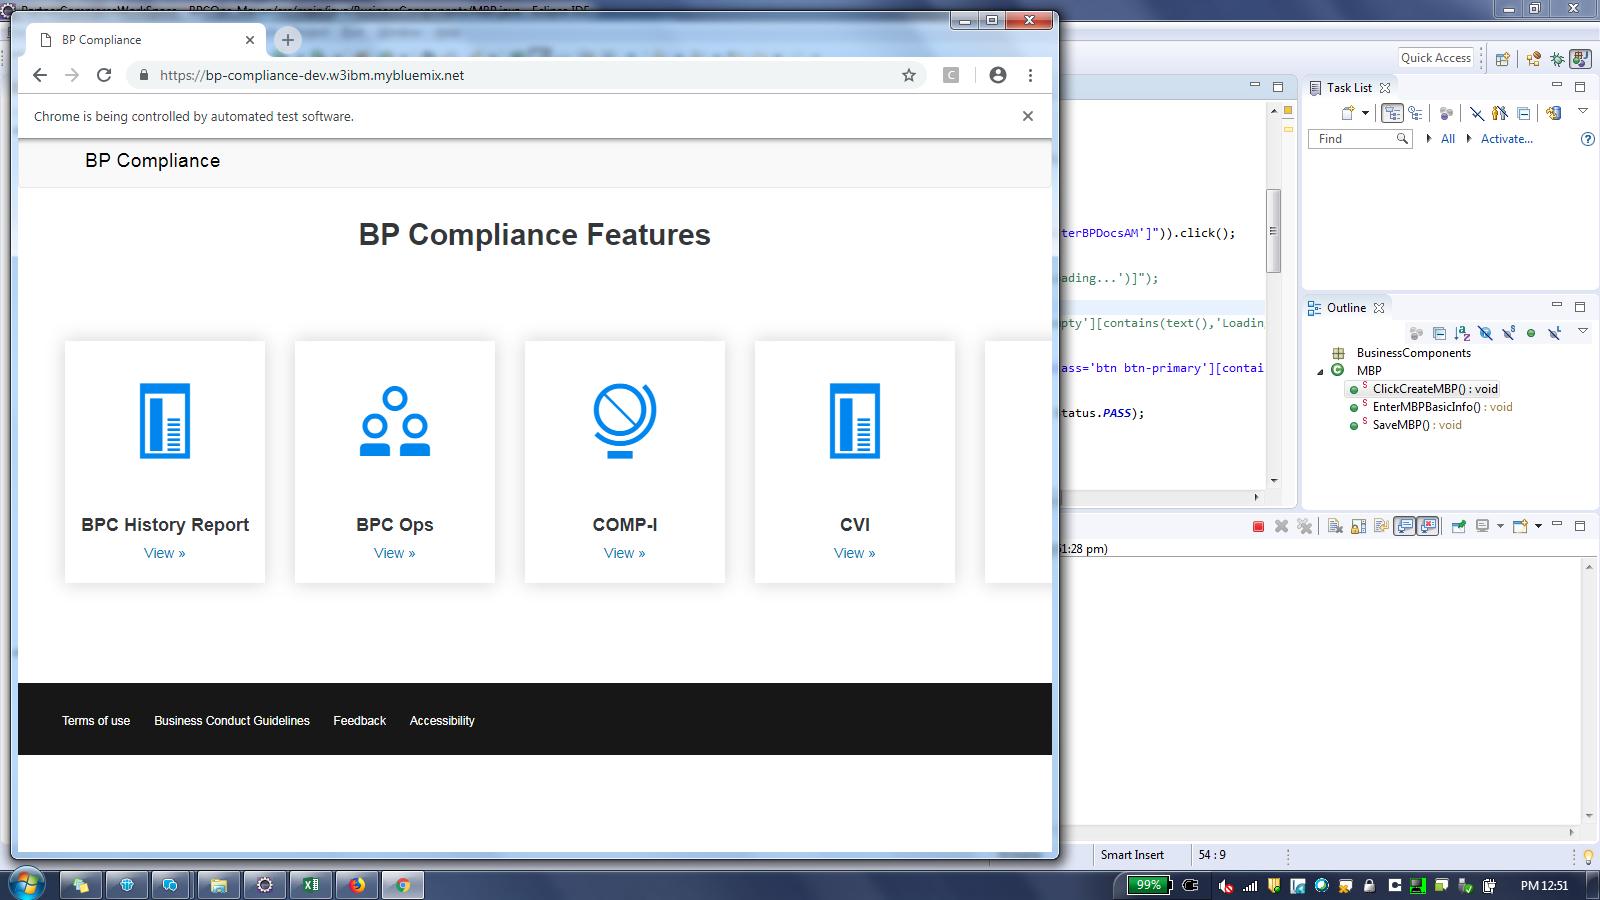 BP Compliance
https://bp-compliance-dev.w3ibm.mybluemix.net
C
Chrome is being controlled by automated test software.
BP Compliance
BP Compliance Features
BPC History Report
View »
BPC Ops
View »
COMP-I
View »
CVI
View »
Terms of use Business Conduct Guidelines Feedback Accessibility
Quick Access
terBPDocsAM']")).click();
ading...')]");
pty'][contains(text(),'Loadin
ass='btn btn-primary'][contai
tatus.PASS);
Task List
Find
All
Activate...
Outline
BusinessComponents
MBP
ClickCreateMBP() : void
EnterMBPBasicInfo() : void
SaveMBP() : void
51:28 pm)
Smart Insert
54 : 9
99%
PM 12:51